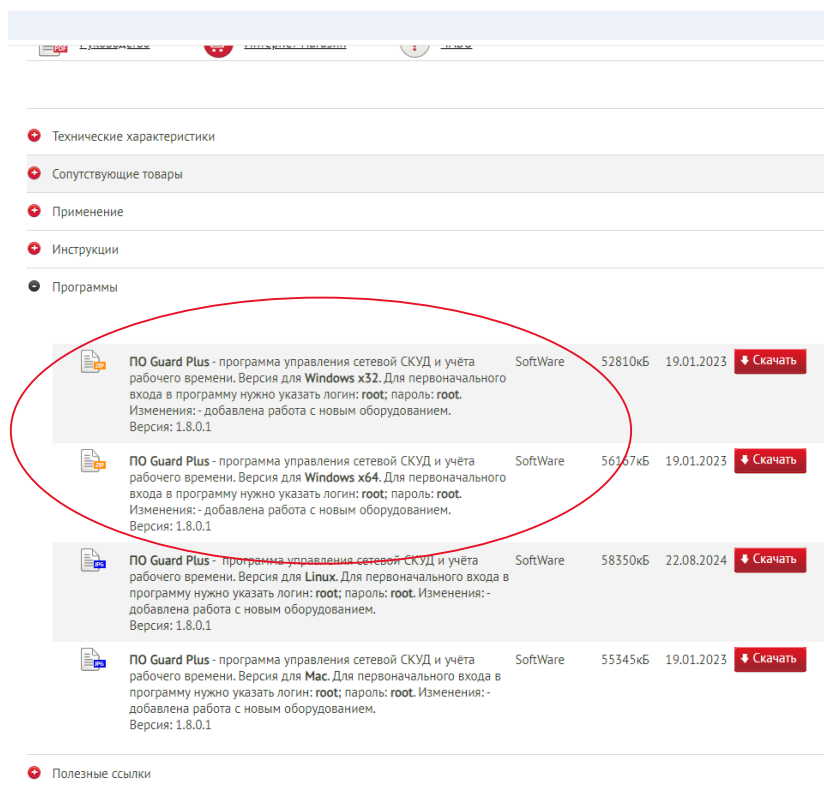 PDF
Технические характеристики
Сопутствующие товары
Применение
Инструкции
Программы
ZIP
ПО Guard Plus - программа управления сетевой СКУД и учёта SoftWare 52810кБ 19.01.2023 Скачать
рабочего времени. Версия для Windows x32. Для первоначального
входа в программу нужно указать логин: root; пароль: root.
Изменения: - добавлена работа с новым оборудованием.
Версия: 1.8.0.1
ZIP
ПО Guard Plus - программа управления сетевой СКУД и учёта SoftWare 56167кБ 19.01.2023 Скачать
рабочего времени. Версия для Windows x64. Для первоначального
входа в программу нужно указать логин: root; пароль: root.
Изменения: - добавлена работа с новым оборудованием.
Версия: 1.8.0.1
JPG
ПО Guard Plus - программа управления сетевой СКУД и учёта SoftWare 58350кБ 22.08.2024 Скачать
рабочего времени. Версия для Linux. Для первоначального входа в
программу нужно указать логин: root; пароль: root. Изменения: -
добавлена работа с новым оборудованием.
Версия: 1.8.0.1
JPG
ПО Guard Plus - программа управления сетевой СКУД и учёта SoftWare 55345кБ 19.01.2023 Скачать
рабочего времени. Версия для Mac. Для первоначального входа в
программу нужно указать логин: root; пароль: root. Изменения: -
добавлена работа с новым оборудованием.
Версия: 1.8.0.1
Полезные ссылки